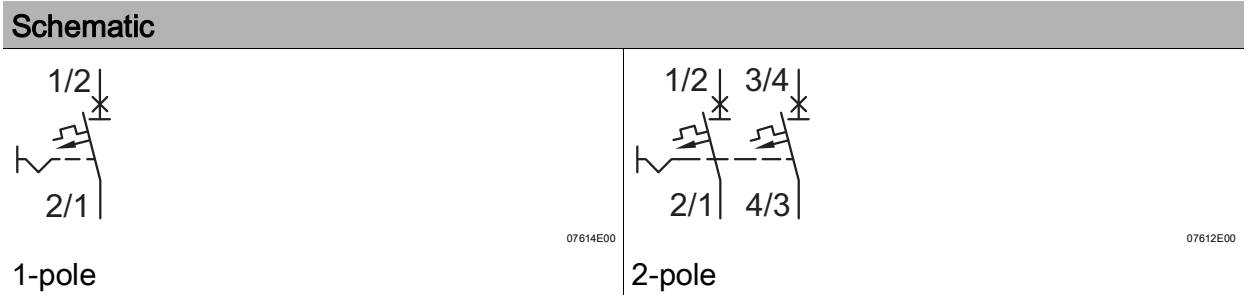 Schematic
1/2
2/1
07614E00
1-pole
1/2 3/4
2/1 4/3
07612E00
2-pole